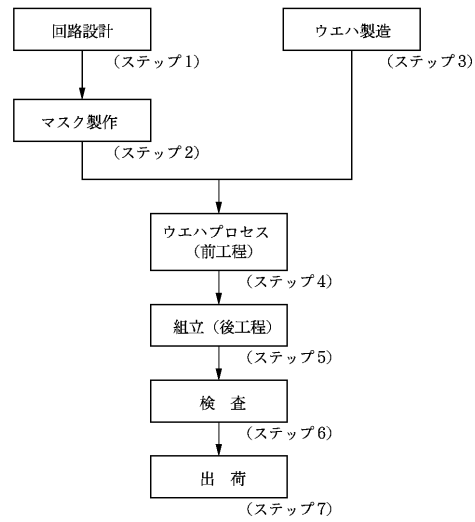 回路設計
(ステップ1)
ウエハ製造
(ステップ3)
マスク製作
(ステップ2)
ウエハプロセス
(前工程)
(ステップ4)
組立(後工程)
(ステップ5)
検 査
(ステップ6)
出 荷
(ステップ7)